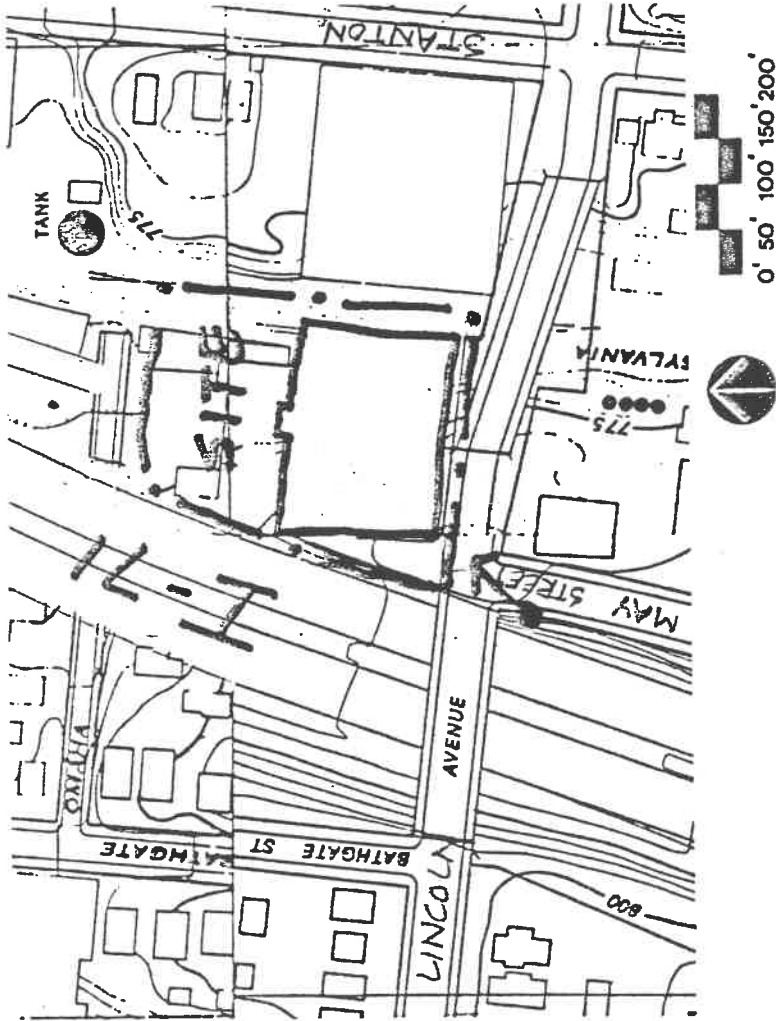 STANTON
TANK
775
SYLVANIA
775
MAY
STREET
AVENUE
LINCOLN
BATHGATE ST
BATHGATE
800
0' 50' 100' 150' 200'